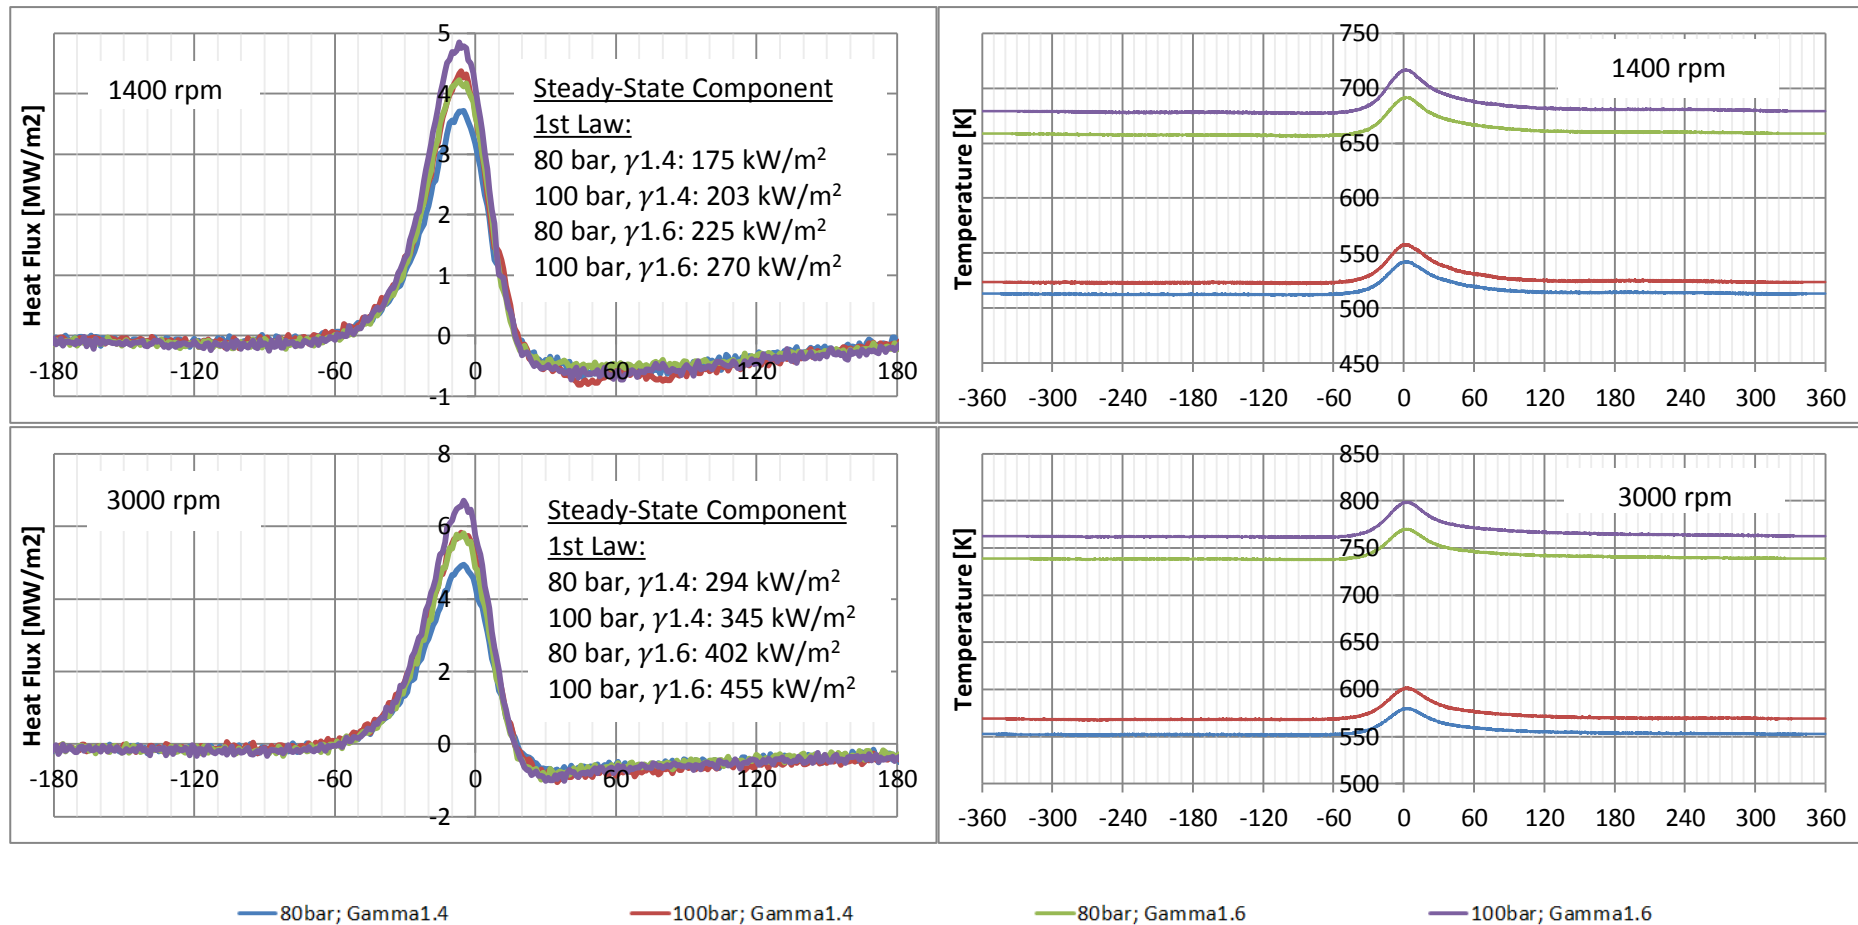 1400 rpm
Steady-State Component
1st Law:
80 bar, γ1.4: 175 kW/m²
100 bar, γ1.4: 203 kW/m²
80 bar, γ1.6: 225 kW/m²
100 bar, γ1.6: 270 kW/m²
Heat Flux [MW/m2]
5
4
3
2
1
0
-1
-180 -120 -60 0 60 120 180
1400 rpm
Temperature [K]
750
700
650
600
550
500
450
-360 -300 -240 -180 -120 -60 0 60 120 180 240 300 360
3000 rpm
Steady-State Component
1st Law:
80 bar, γ1.4: 294 kW/m²
100 bar, γ1.4: 345 kW/m²
80 bar, γ1.6: 402 kW/m²
100 bar, γ1.6: 455 kW/m²
Heat Flux [MW/m2]
8
6
4
2
0
-2
-180 -120 -60 0 60 120 180
3000 rpm
Temperature [K]
850
800
750
700
650
600
550
500
-360 -300 -240 -180 -120 -60 0 60 120 180 240 300 360
80bar; Gamma1.4 100bar; Gamma1.4 80bar; Gamma1.6 100bar; Gamma1.6